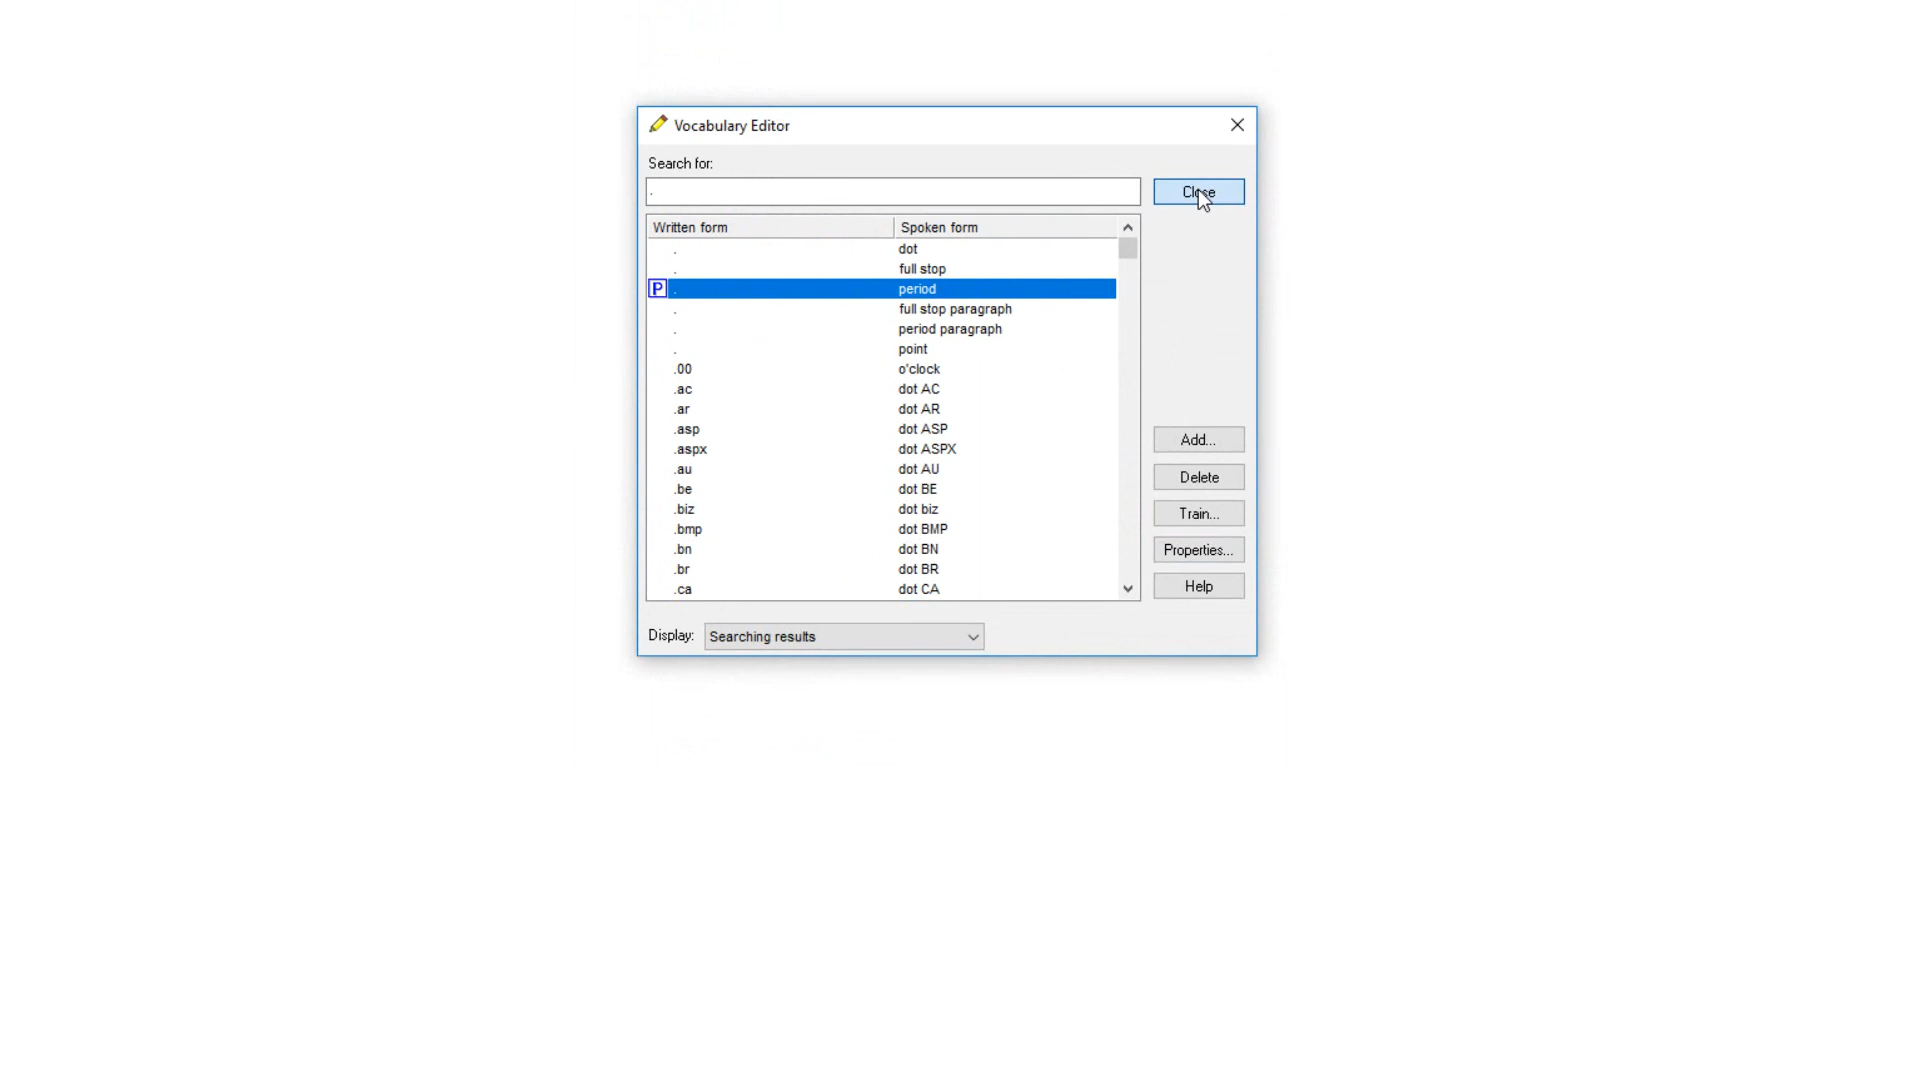 Vocabulary Editor
Search for:
.
Close
Written form Spoken form
. dot
. full stop
P . period
. full stop paragraph
. period paragraph
. point
.00 o'clock
.ac dot AC
.ar dot AR
.asp dot ASP
.aspx dot ASPX
.au dot AU
.be dot BE
.biz dot biz
.bmp dot BMP
.bn dot BN
.br dot BR
.ca dot CA
Add...
Delete
Train...
Properties...
Help
Display: Searching results